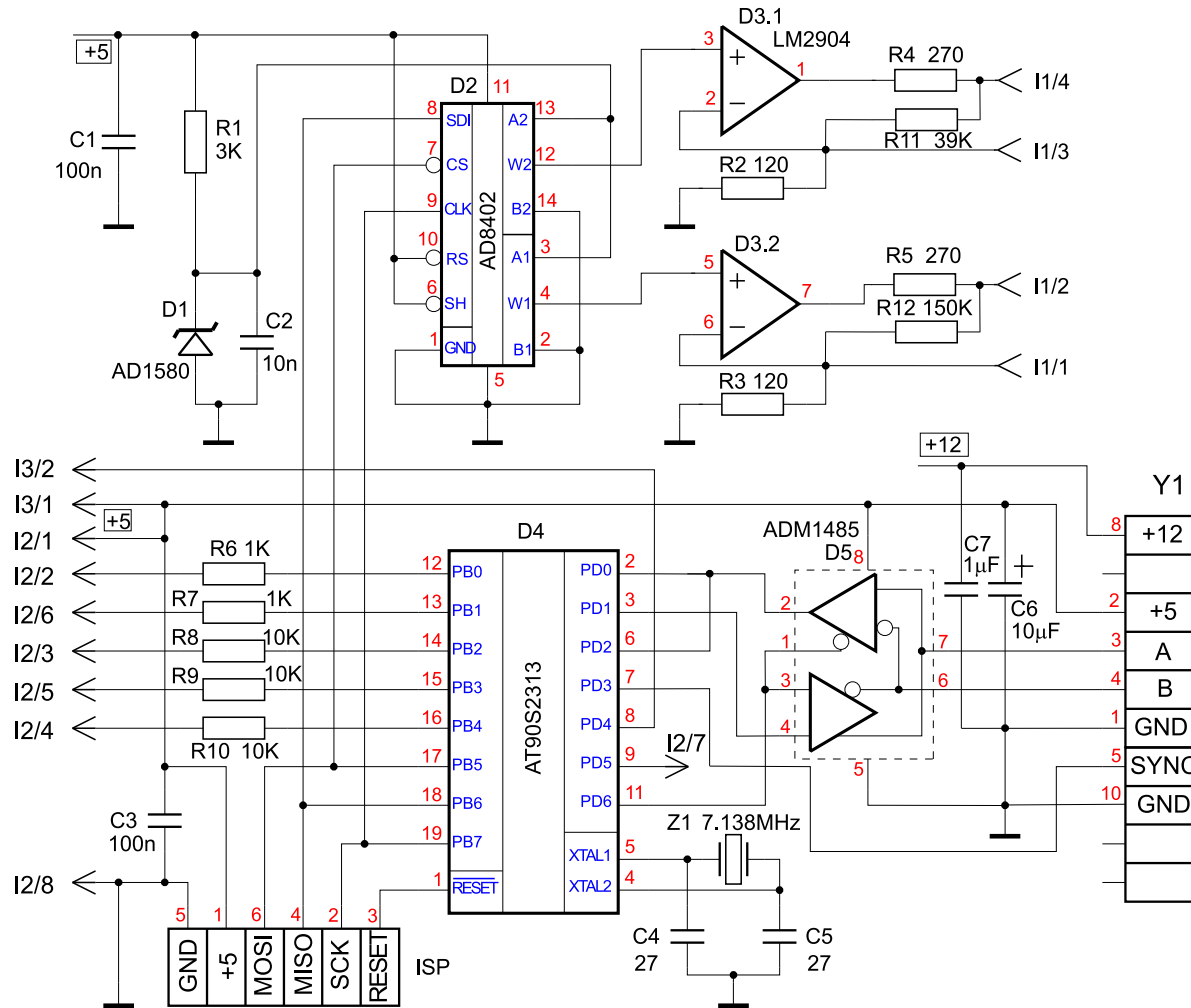 D3.1
LM2904
+5
3
2
1
R4 270
I1/4
R11 39K
I1/3
R2 120
C1
100n
R1
3K
D2
11
8 SDI A2 13
7 CS W2 12
9 CLK B2 14
10 RS A1 3
6 SH W1 4
1 GND B1 2
AD8402
5
D3.2
5
6
7
R5 270
I1/2
R12 150K
I1/1
R3 120
D1
AD1580
C2
10n
+12
I3/2
I3/1
+5
I2/1
I2/2
I2/6
I2/3
I2/5
I2/4
R6 1K
R7 1K
R8 10K
R9 10K
R10 10K
D4
12 PB0 PD0 2
13 PB1 PD1 3
14 PB2 PD2 6
15 PB3 PD3 7
16 PB4 PD4 8
17 PB5 PD5 9
18 PB6 PD6 11
19 PB7
XTAL1 5
1 RESET XTAL2 4
AT90S2313
I2/7
ADM1485
D5
8
2
1
3
4
7
6
5
C7
1µF
+
C6
10µF
Y1
8 +12
2 +5
3 A
4 B
1 GND
5 SYNC
10 GND
Z1 7.138MHz
C4
27
C5
27
C3
100n
I2/8
5 1 6 4 2 3
GND +5 MOSI MISO SCK RESET
ISP